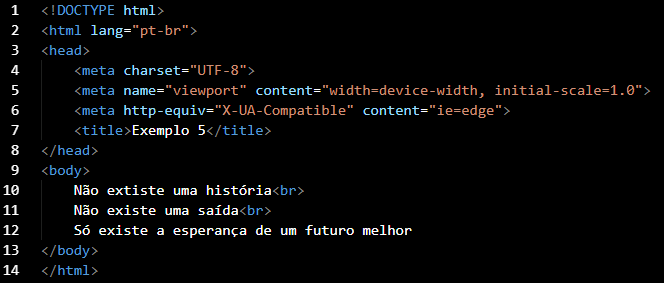 1 <!DOCTYPE html>
2 <html lang="pt-br">
3 <head>
4 <meta charset="UTF-8">
5 <meta name="viewport" content="width=device-width, initial-scale=1.0">
6 <meta http-equiv="X-UA-Compatible" content="ie=edge">
7 <title>Exemplo 5</title>
8 </head>
9 <body>
10 Não extiste uma história<br>
11 Não existe uma saída<br>
12 Só existe a esperança de um futuro melhor
13 </body>
14 </html>